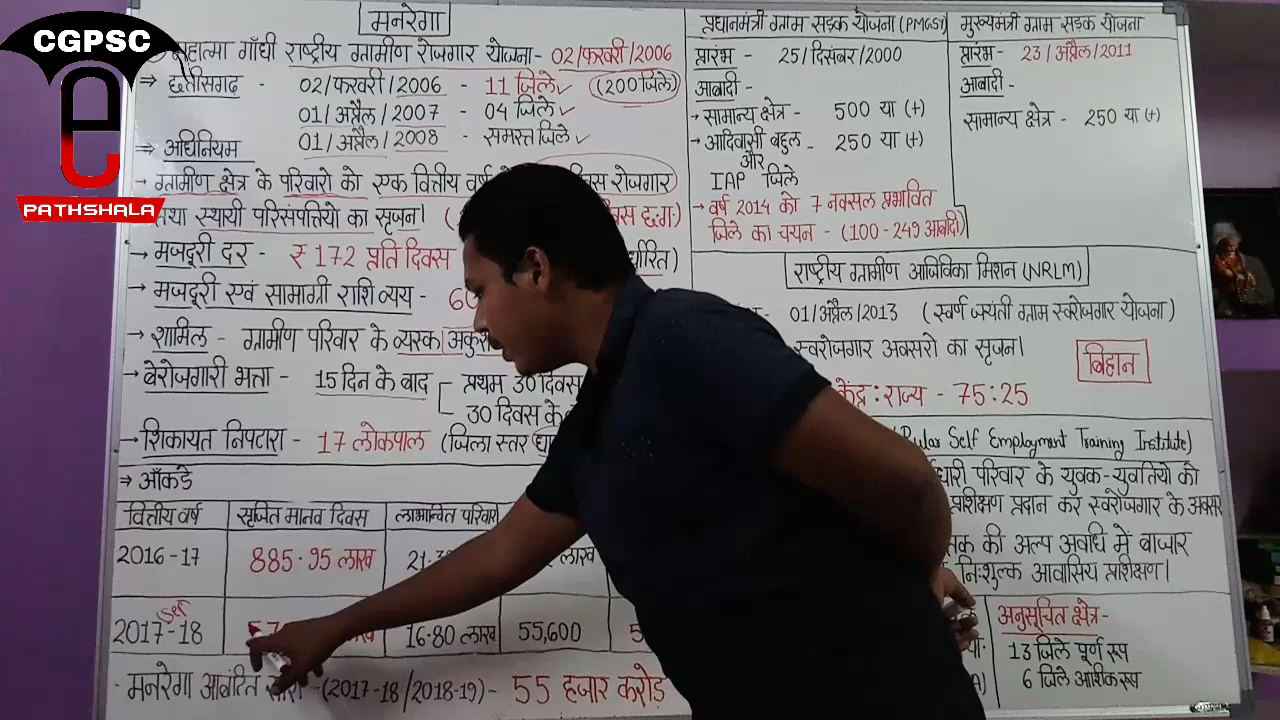 CGPSC
e
PATHSHALA
मनरेगा
महात्मा गाँधी राष्ट्रीय ग्रामीण रोजगार योजना - 02/फरवरी/2006
⇒ छत्तीसगढ़ - 02/फरवरी/2006 - 11 जिले ✓ (200 जिले)
01/अप्रैल/2007 - 04 जिले ✓
01/अप्रैल/2008 - समस्त जिले ✓
⇒ अधिनियम
→ ग्रामीण क्षेत्र के परिवारो को एक वित्तीय वर्ष रोजगार
तथा स्थायी परिसंपत्तियो का सृजन। दिवस छ.ग.)
→ मजदूरी दर - ₹ 172 प्रति दिवस
→ मजदूरी एवं सामाग्री राशि व्यय -
→ शामिल - ग्रामीण परिवार के व्यस्क
→ बेरोजगारी भत्ता - 15 दिन के बाद प्रथम 30 दिवस
30 दिवस के
→ शिकायत निपटारा - 17 लोकपाल (जिला स्तर
⇒ आँकडे
वित्तीय वर्ष सृजित मानव दिवस लाभान्वित परिवार
2016-17 885.95 लाख लाख
Sep
2017-18 16.80 लाख 55,600
- मनरेगा आबंटित (2017-18/2018-19) - 55 हजार करोड़
प्रधानमंत्री ग्राम सड़क योजना (PMGSY)
प्रारंभ - 25/दिसंबर/2000
आबादी -
→ सामान्य क्षेत्र - 500 या (+)
→ आदिवासी बहुल - 250 या (+)
और
IAP जिले
→ वर्ष 2014 को 7 नक्सल प्रभावित
जिले का चयन - (100-249 आबादी)
मुख्यमंत्री ग्राम सड़क योजना
प्रारंभ - 23/अप्रैल/2011
आबादी -
सामान्य क्षेत्र - 250 या (+)
राष्ट्रीय ग्रामीण आजिविका मिशन (NRLM)
01/अप्रैल/2013 (स्वर्ण जयंती ग्राम स्वरोजगार योजना)
स्वरोजगार अवसरो का सृजन।
बिहान
केंद्र : राज्य - 75:25
(Rular Self Employment Training Institute)
परिवार के युवक-युवतियो को
प्रशिक्षण प्रदान कर स्वरोजगार के अवसर
की अल्प अवधि में बाजार
निःशुल्क आवासिय प्रशिक्षण।
अनुसूचित क्षेत्र -
13 जिले पूर्ण रूप
6 जिले आंशिक रूप